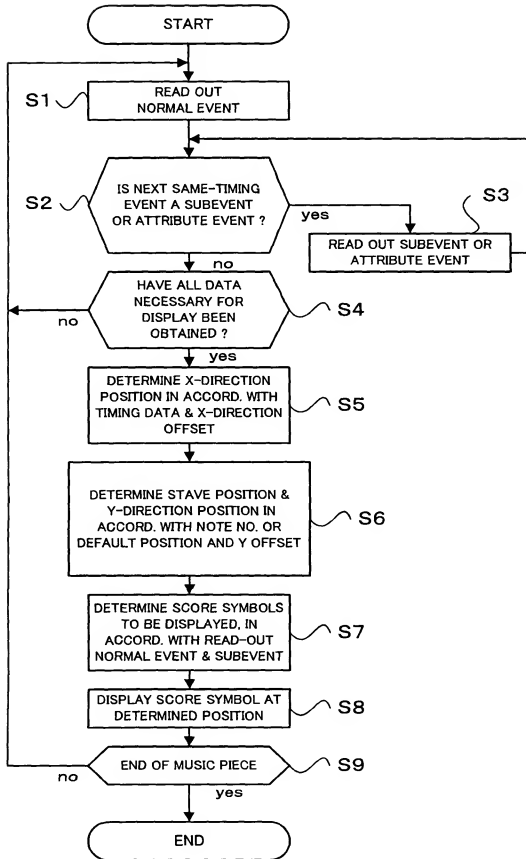 START
S1
READ OUT
NORMAL EVENT
S2
IS NEXT SAME-TIMING
EVENT A SUBEVENT
OR ATTRIBUTE EVENT ?
yes
S3
READ OUT SUBEVENT OR
ATTRIBUTE EVENT
no
HAVE ALL DATA
NECESSARY FOR
DISPLAY BEEN
OBTAINED ?
S4
no
yes
DETERMINE X-DIRECTION
POSITION IN ACCORD. WITH
TIMING DATA & X-DIRECTION
OFFSET
S5
DETERMINE STAVE POSITION &
Y-DIRECTION POSITION IN
ACCORD. WITH NOTE NO. OR
DEFAULT POSITION AND Y OFFSET
S6
DETERMINE SCORE SYMBOLS
TO BE DISPLAYED, IN
ACCORD. WITH READ-OUT
NORMAL EVENT & SUBEVENT
S7
DISPLAY SCORE SYMBOL AT
DETERMINED POSITION
S8
END OF MUSIC PIECE
S9
no
yes
END